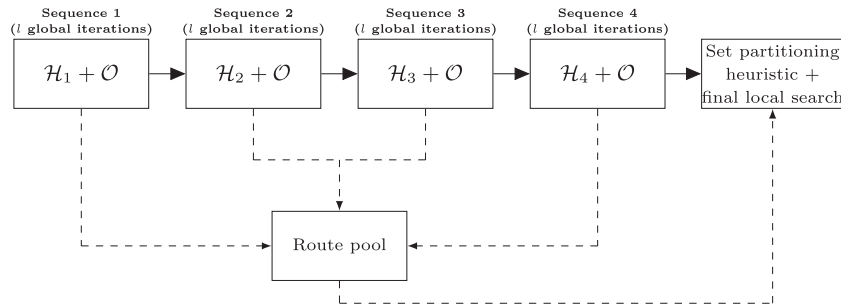 Sequence 1
(l global iterations)
Sequence 2
(l global iterations)
Sequence 3
(l global iterations)
Sequence 4
(l global iterations)
ℋ₁ + 𝒪
ℋ₂ + 𝒪
ℋ₃ + 𝒪
ℋ₄ + 𝒪
Set partitioning
heuristic +
final local search
Route pool